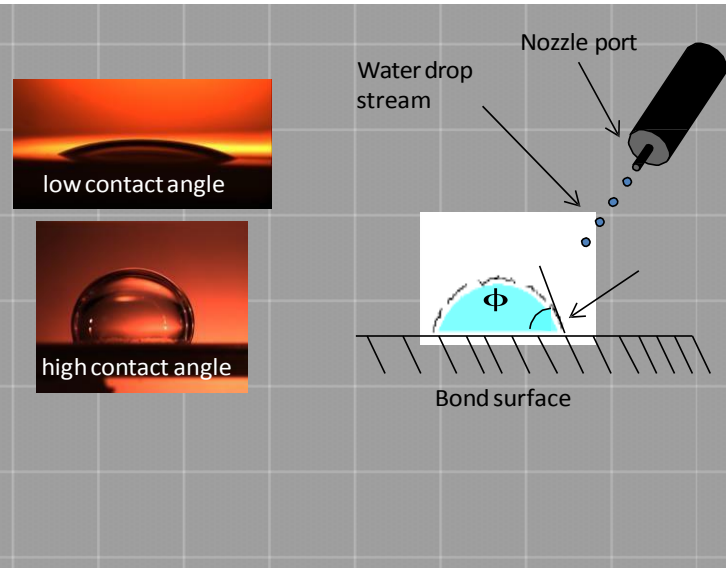 Nozzle port
Water drop
stream
low contact angle
Φ
high contact angle
Bond surface